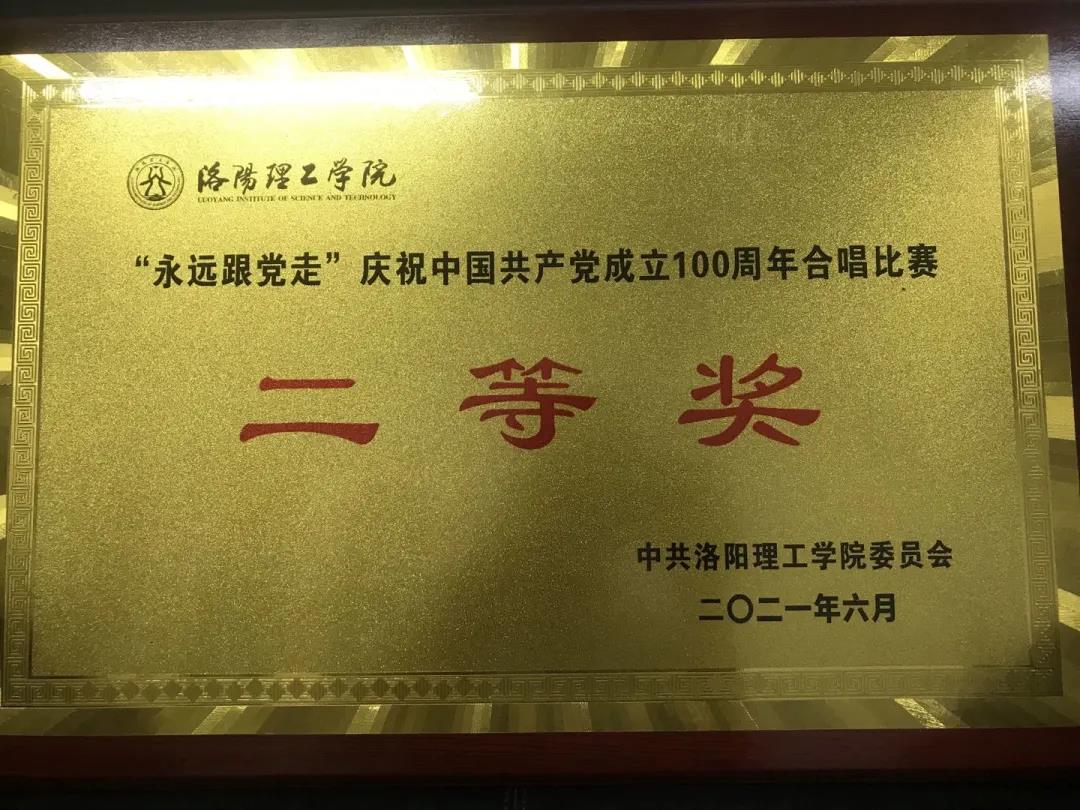 洛阳理工学院
LUOYANG INSTITUTE OF SCIENCE AND TECHNOLOGY
“永远跟党走”庆祝中国共产党成立100周年合唱比赛
二等奖
中共洛阳理工学院委员会
二〇二一年六月